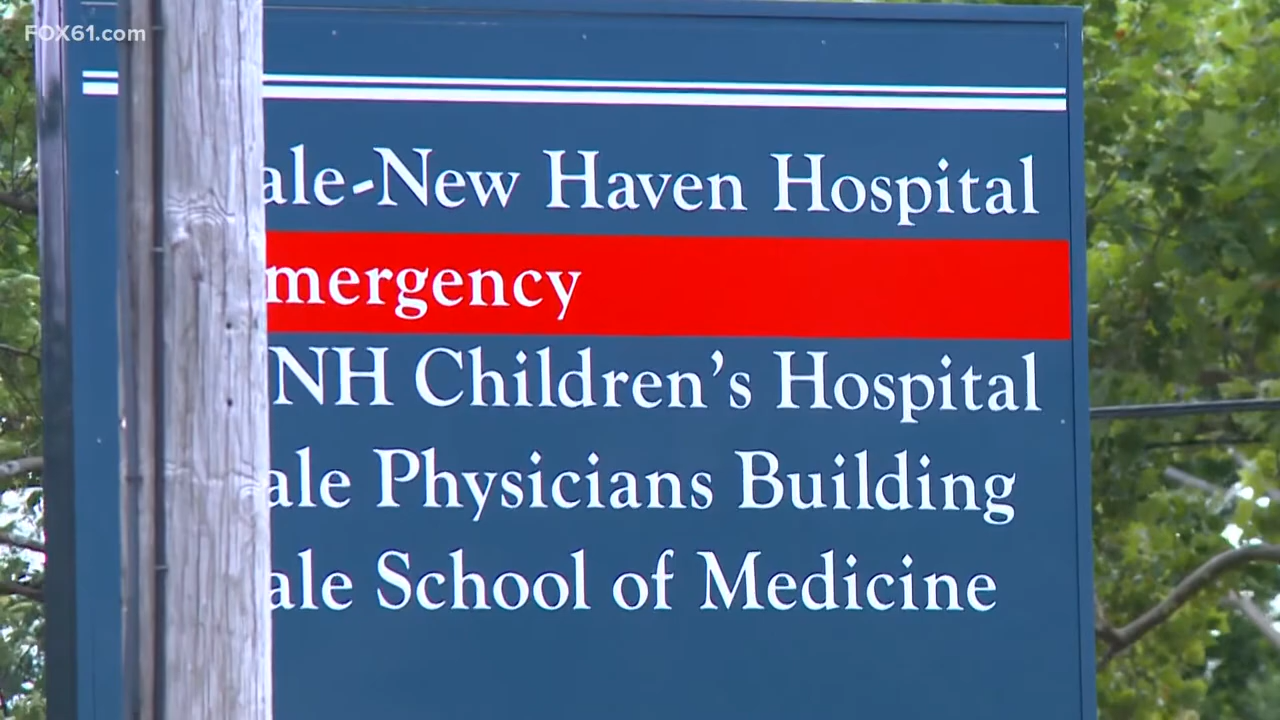 FOX61.com
ale-New Haven Hospital
mergency
NH Children's Hospital
ale Physicians Building
ale School of Medicine